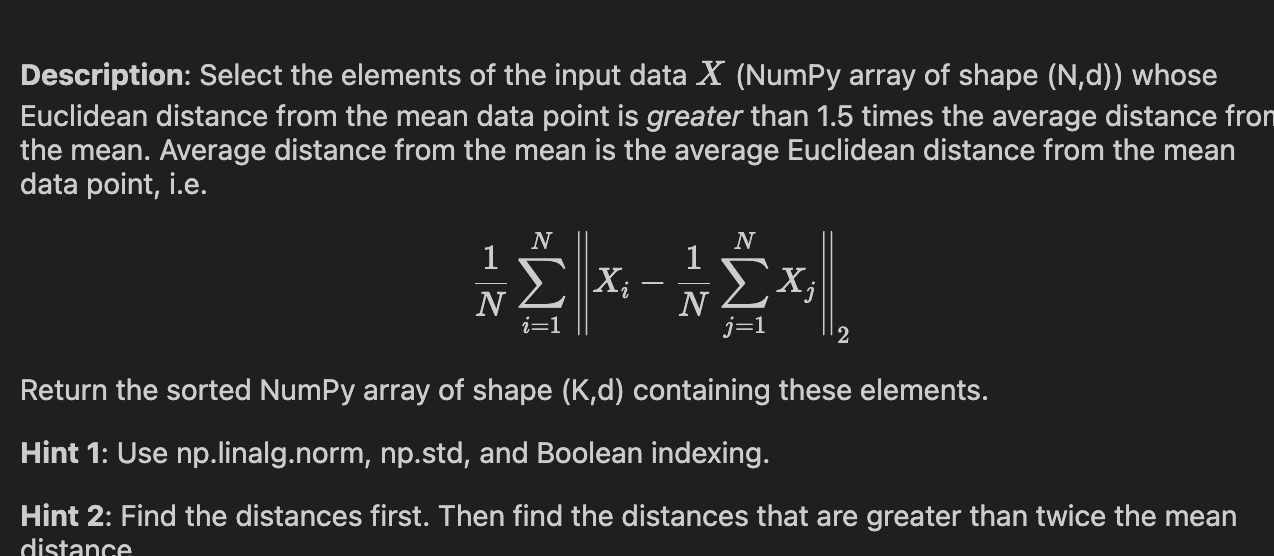 Description: Select the elements of the input data X (NumPy array of shape (N,d)) whose
Euclidean distance from the mean data point is greater than 1.5 times the average distance from
the mean. Average distance from the mean is the average Euclidean distance from the mean
data point, i.e.
$$\frac{1}{N}\sum_{i=1}^{N}\left\|X_i - \frac{1}{N}\sum_{j=1}^{N}X_j\right\|_2$$
Return the sorted NumPy array of shape (K,d) containing these elements.
Hint 1: Use np.linalg.norm, np.std, and Boolean indexing.
Hint 2: Find the distances first. Then find the distances that are greater than twice the mean
distance